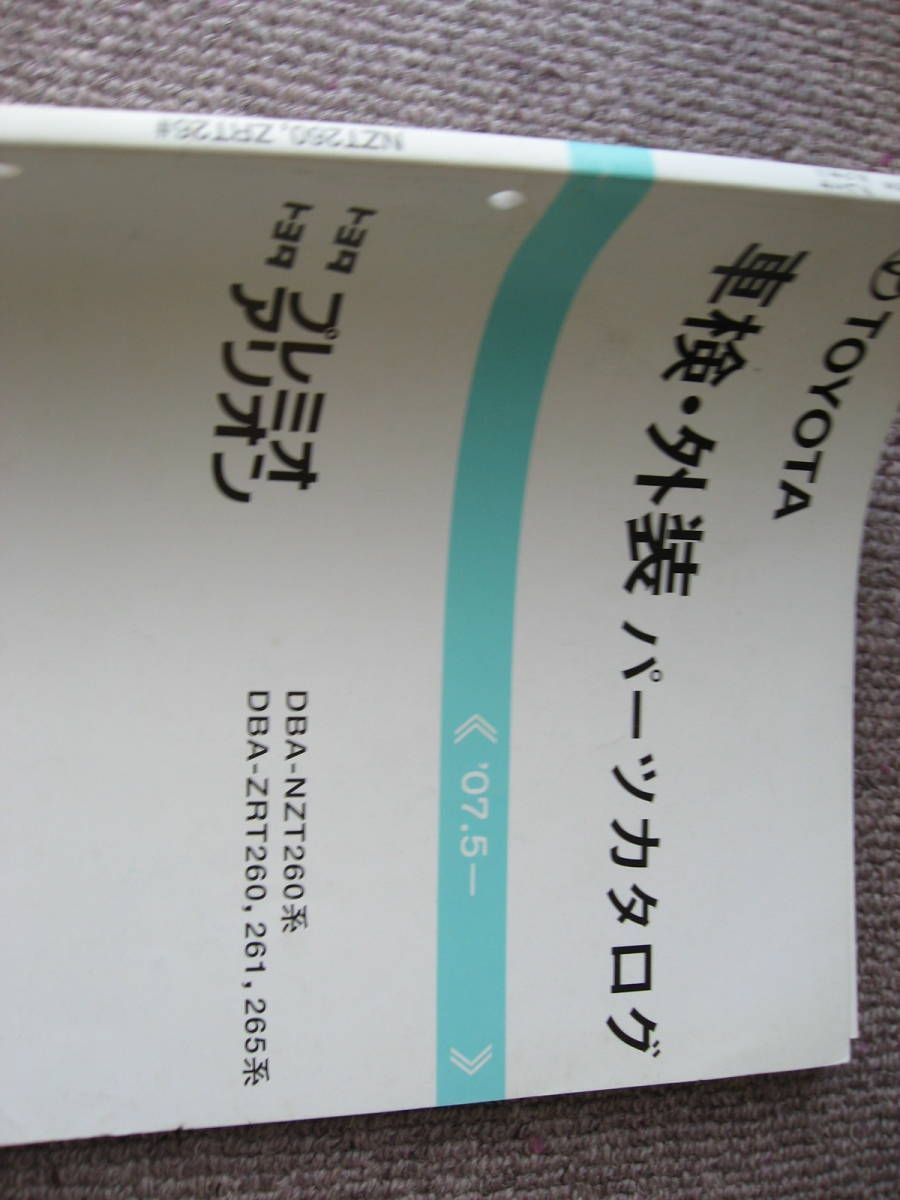 TOYOTA
車検・外装 パーツカタログ
《 '07.5ー 》
トヨタ プレミオ
トヨタ アリオン
DBA-NZT260系
DBA-ZRT260, 261, 265系
NZT260, ZRT26#